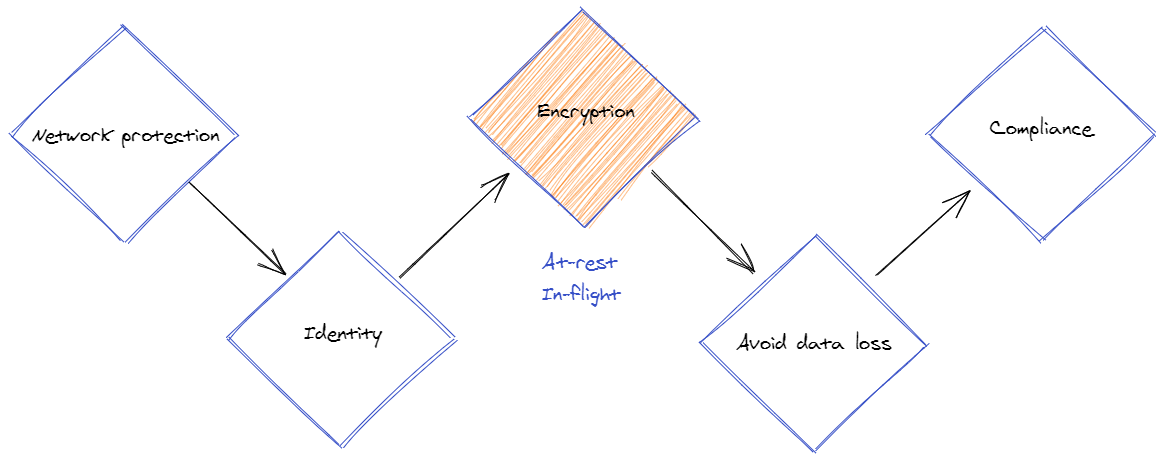 Network protection
Identity
Encryption
At-rest
In-flight
Avoid data loss
Compliance